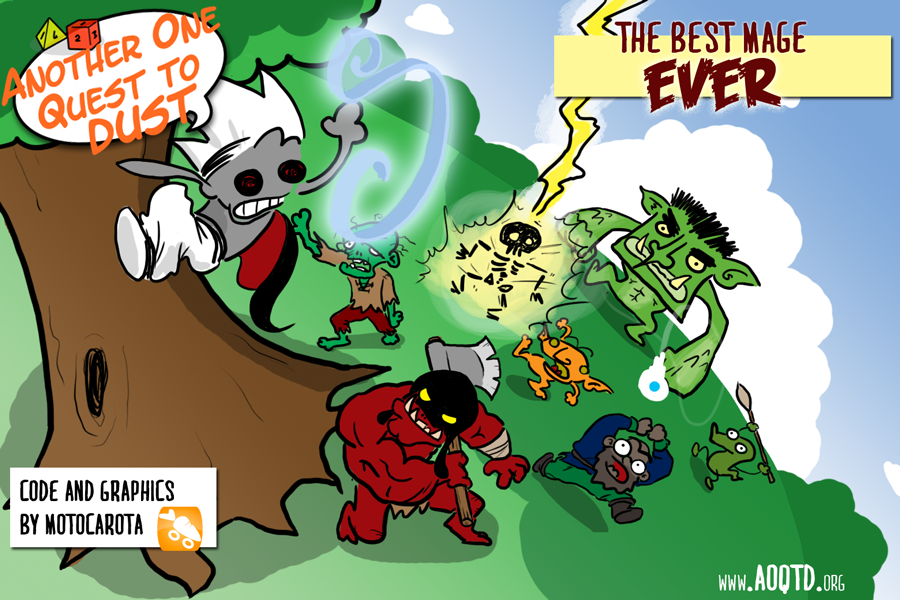 ANOTHER ONE
QUEST TO
DUST
THE BEST MAGE
EVER
CODE AND GRAPHICS
BY MOTOCAROTA
WWW.AOQTD.ORG